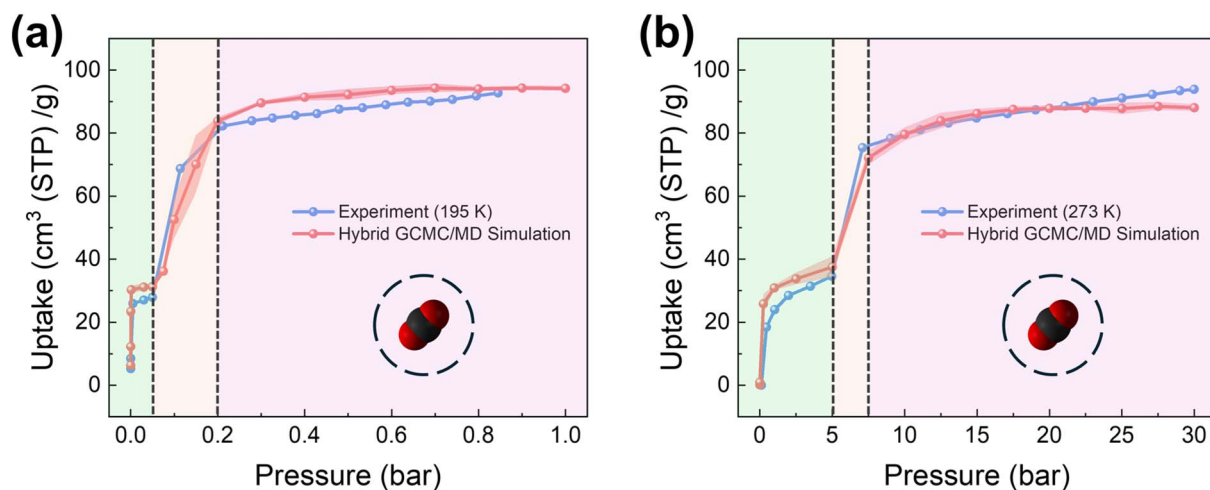 (a)
Uptake (cm³ (STP) /g)
100
80
60
40
20
0
Experiment (195 K)
Hybrid GCMC/MD Simulation
0.0 0.2 0.4 0.6 0.8 1.0
Pressure (bar)
(b)
Uptake (cm³ (STP) /g)
100
80
60
40
20
0
Experiment (273 K)
Hybrid GCMC/MD Simulation
0 5 10 15 20 25 30
Pressure (bar)